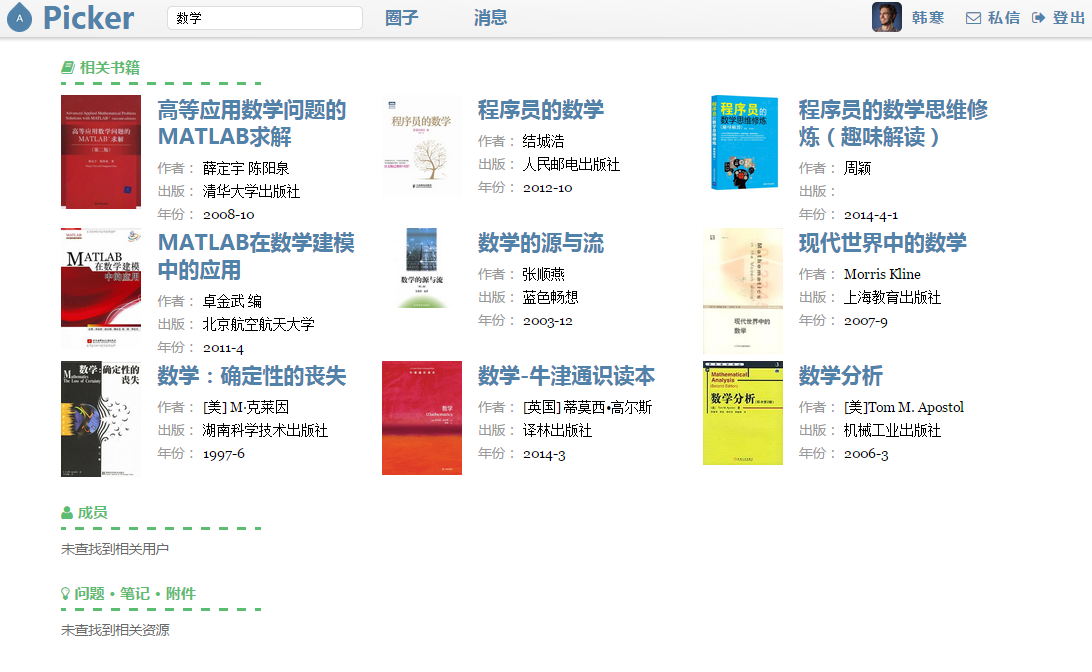 Picker 数学 圈子 消息 韩寒 私信 登出
相关书籍
高等应用数学问题的
MATLAB求解
作者： 薛定宇 陈阳泉
出版： 清华大学出版社
年份： 2008-10
程序员的数学
作者： 结城浩
出版： 人民邮电出版社
年份： 2012-10
程序员的数学思维修
炼（趣味解读）
作者： 周颖
出版：
年份： 2014-4-1
MATLAB在数学建模
中的应用
作者： 卓金武 编
出版： 北京航空航天大学
年份： 2011-4
数学的源与流
作者： 张顺燕
出版： 蓝色畅想
年份： 2003-12
现代世界中的数学
作者： Morris Kline
出版： 上海教育出版社
年份： 2007-9
数学：确定性的丧失
作者： [美] M·克莱因
出版： 湖南科学技术出版社
年份： 1997-6
数学-牛津通识读本
作者： [英国] 蒂莫西•高尔斯
出版： 译林出版社
年份： 2014-3
数学分析
作者： [美]Tom M. Apostol
出版： 机械工业出版社
年份： 2006-3
成员
未查找到相关用户
问题 • 笔记 • 附件
未查找到相关资源